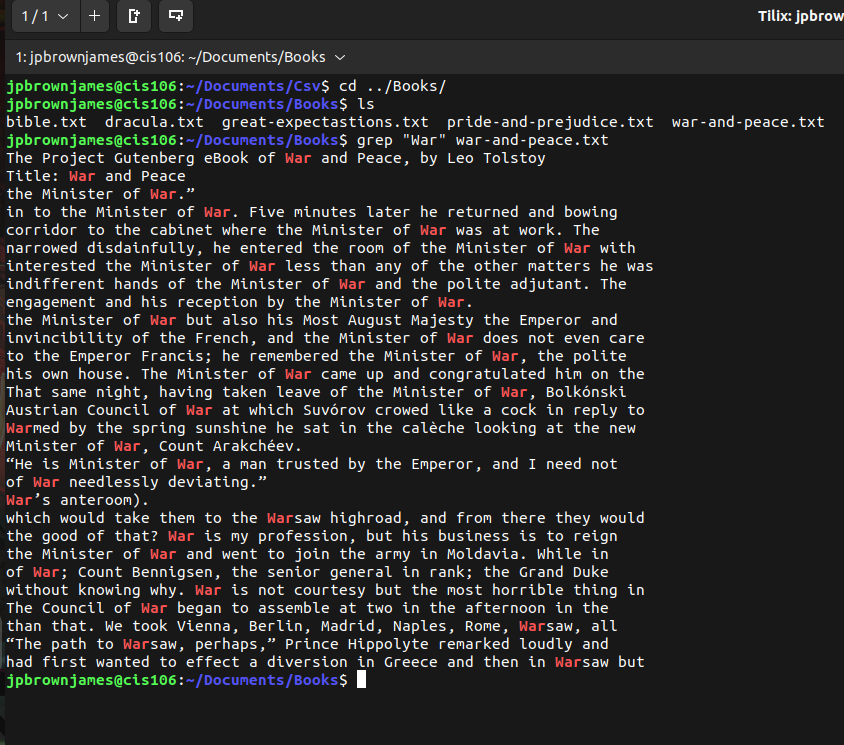 1 / 1
Tilix: jpbrow
1: jpbrownjames@cis106: ~/Documents/Books
jpbrownjames@cis106:~/Documents/Csv$ cd ../Books/
jpbrownjames@cis106:~/Documents/Books$ ls
bible.txt dracula.txt great-expectastions.txt pride-and-prejudice.txt war-and-peace.txt
jpbrownjames@cis106:~/Documents/Books$ grep "War" war-and-peace.txt
The Project Gutenberg eBook of War and Peace, by Leo Tolstoy
Title: War and Peace
the Minister of War.”
in to the Minister of War. Five minutes later he returned and bowing
corridor to the cabinet where the Minister of War was at work. The
narrowed disdainfully, he entered the room of the Minister of War with
interested the Minister of War less than any of the other matters he was
indifferent hands of the Minister of War and the polite adjutant. The
engagement and his reception by the Minister of War.
the Minister of War but also his Most August Majesty the Emperor and
invincibility of the French, and the Minister of War does not even care
to the Emperor Francis; he remembered the Minister of War, the polite
his own house. The Minister of War came up and congratulated him on the
That same night, having taken leave of the Minister of War, Bolkónski
Austrian Council of War at which Suvórov crowed like a cock in reply to
Warmed by the spring sunshine he sat in the calèche looking at the new
Minister of War, Count Arakchéev.
“He is Minister of War, a man trusted by the Emperor, and I need not
of War needlessly deviating.”
War’s anteroom).
which would take them to the Warsaw highroad, and from there they would
the good of that? War is my profession, but his business is to reign
the Minister of War and went to join the army in Moldavia. While in
of War; Count Bennigsen, the senior general in rank; the Grand Duke
without knowing why. War is not courtesy but the most horrible thing in
The Council of War began to assemble at two in the afternoon in the
than that. We took Vienna, Berlin, Madrid, Naples, Rome, Warsaw, all
“The path to Warsaw, perhaps,” Prince Hippolyte remarked loudly and
had first wanted to effect a diversion in Greece and then in Warsaw but
jpbrownjames@cis106:~/Documents/Books$